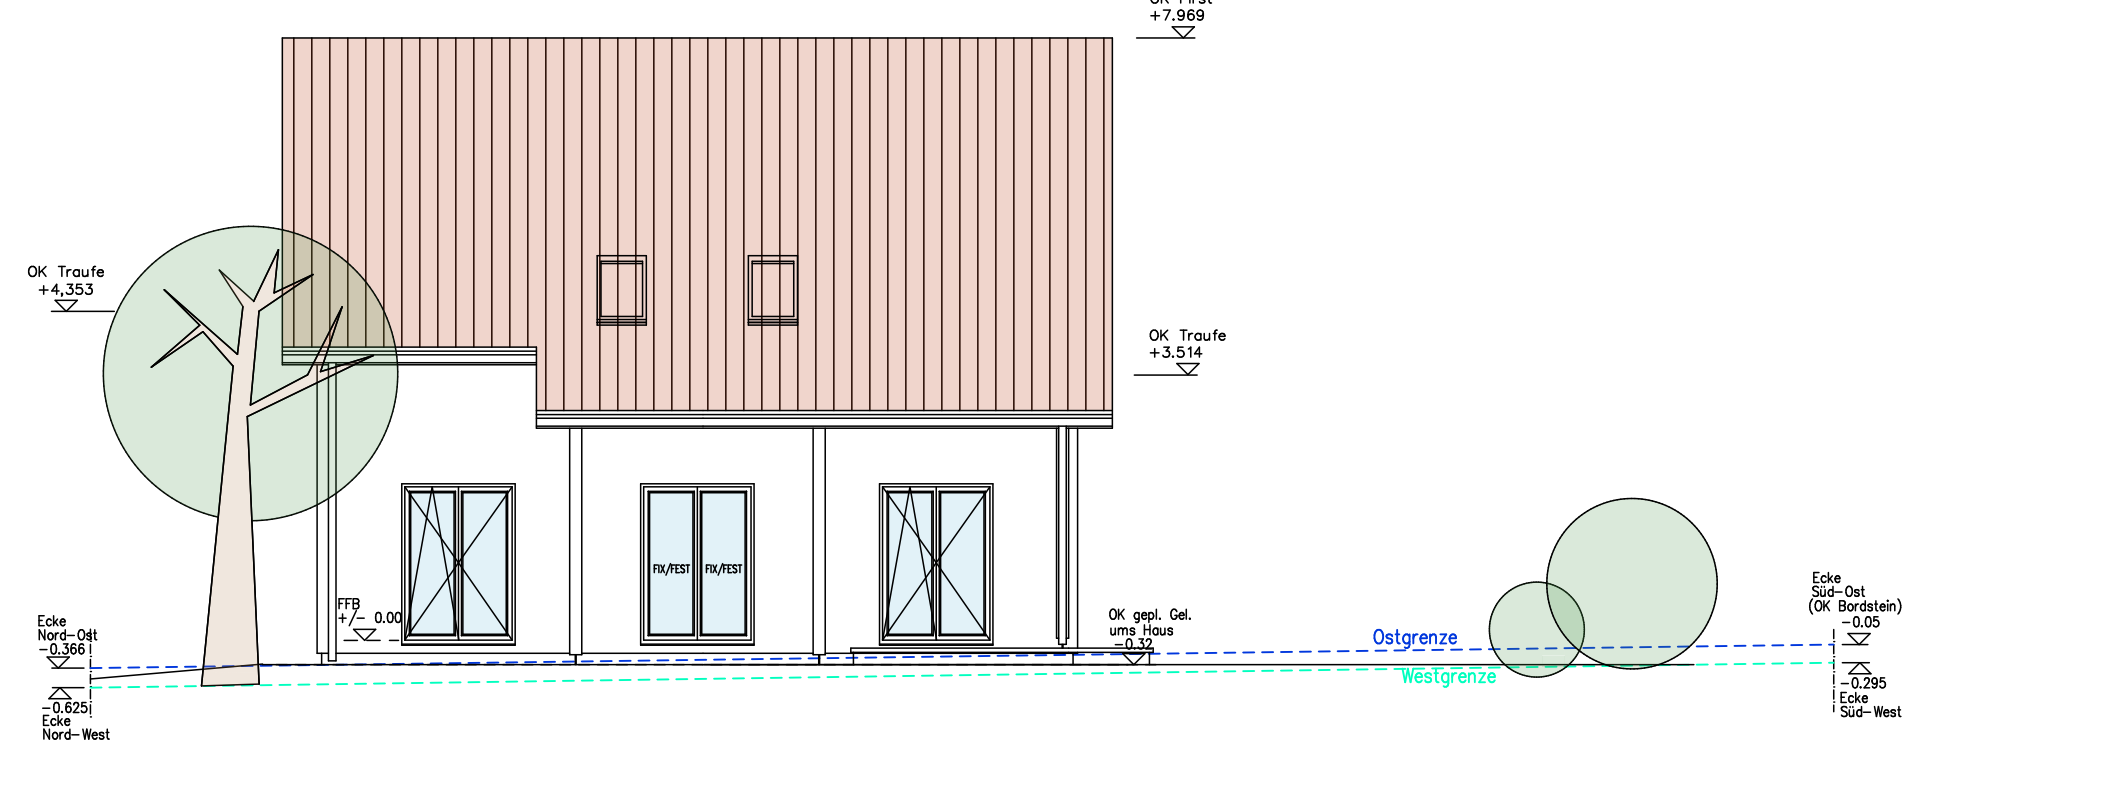 OK First
+7.969
OK Traufe
+4,353
OK Traufe
+3.514
FIX/FEST
FIX/FEST
FFB
+/- 0.00
OK gepl. Gel.
ums Haus
-0.32
Ecke
Nord-Ost
-0.366
-0.625
Ecke
Nord-West
Ostgrenze
Westgrenze
Ecke
Süd-Ost
(OK Bordstein)
-0.05
-0.295
Ecke
Süd-West